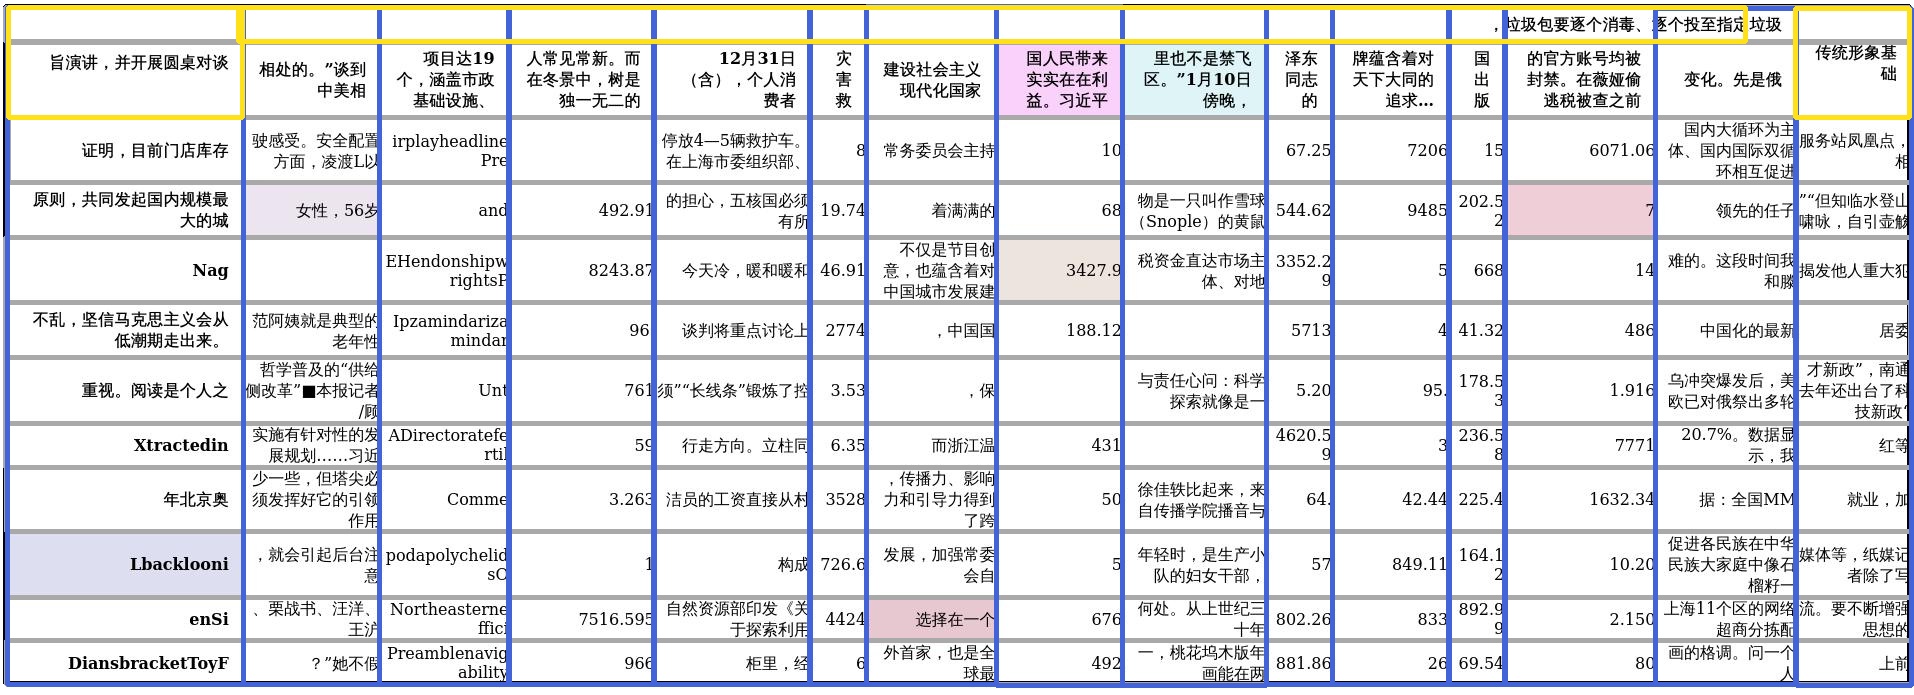 ，垃圾包要逐个消毒、逐个投至指定垃圾
旨演讲，并开展圆桌对谈
相处的。”谈到
中美相
项目达19
个，涵盖市政
基础设施、
人常见常新。而
在冬景中，树是
独一无二的
12月31日
（含），个人消
费者
灾
害
救
建设社会主义
现代化国家
国人民带来
实实在在利
益。习近平
里也不是禁飞
区。”1月10日
傍晚，
泽东
同志
的
牌蕴含着对
天下大同的
追求...
国
出
版
的官方账号均被
封禁。在薇娅偷
逃税被查之前
变化。先是俄
传统形象基
础
证明，目前门店库存
驶感受。安全配置
方面，凌渡L以
irplayheadline
Pre
停放4—5辆救护车。
在上海市委组织部、
8
常务委员会主持
10
67.25
7206
15
6071.06
国内大循环为主
体、国内国际双循
环相互促进
服务站凤凰点，
相
原则，共同发起国内规模最
大的城
女性，56岁
and
492.91
的担心，五核国必须
有所
19.74
着满满的
68
物是一只叫作雪球
（Snople）的黄鼠
544.62
9485
202.5
2
7
领先的任子
”“但知临水登山
啸咏，自引壶觞
Nag
EHendonshipw
rightsP
8243.87
今天冷，暖和暖和
46.91
不仅是节目创
意，也蕴含着对
中国城市发展建
3427.9
税资金直达市场主
体、对地
3352.2
9
5
668
14
难的。这段时间我
和滕
揭发他人重大犯
不乱，坚信马克思主义会从
低潮期走出来。
范阿姨就是典型的
老年性
Ipzamindariza
mindar
96
谈判将重点讨论上
2774
，中国国
188.12
5713
4
41.32
486
中国化的最新
居委
重视。阅读是个人之
哲学普及的“供给
侧改革”■本报记者
/顾
Unt
761
须”“长线条”锻炼了控
3.53
，保
与责任心问：科学
探索就像是一
5.20
95.
178.5
3
1.916
乌冲突爆发后，美
欧已对俄祭出多轮
才新政”，南通
去年还出台了科
技新政“
Xtractedin
实施有针对性的发
展规划……习近
ADirectoratefe
rtil
59
行走方向。立柱同
6.35
而浙江温
431
4620.5
9
3
236.5
8
7771
20.7%。数据显
示，我
红等
年北京奥
少一些，但塔尖必
须发挥好它的引领
作用
Comme
3.263
洁员的工资直接从村
3528
，传播力、影响
力和引导力得到
了跨
50
徐佳轶比起来，来
自传播学院播音与
64.
42.44
225.4
1632.34
据：全国MM
就业，加
Lbacklooni
，就会引起后台注
意
podapolychelid
sC
1
构成
726.6
发展，加强常委
会自
5
年轻时，是生产小
队的妇女干部，
57
849.11
164.1
2
10.20
促进各民族在中华
民族大家庭中像石
榴籽一
媒体等，纸媒记
者除了写
enSi
、栗战书、汪洋、
王沪
Northeasterne
ffici
7516.595
自然资源部印发《关
于探索利用
4424
选择在一个
676
何处。从上世纪三
十年
802.26
833
892.9
9
2.150
上海11个区的网络
超商分拣配
流。要不断增强
思想的
DiansbracketToyF
？”她不假
Preamblenavig
ability
966
柜里，经
6
外首家，也是全
球最
492
一，桃花坞木版年
画能在两
881.86
26
69.54
80
画的格调。问一个
人
上前